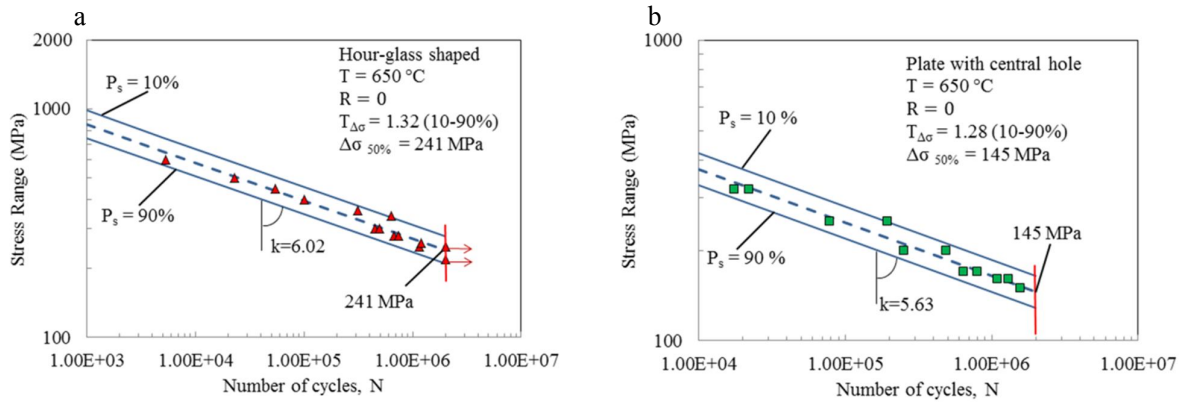 a
2000
1000
100
Stress Range (MPa)
P_s = 10%
P_s = 90%
Hour-glass shaped
T = 650 °C
R = 0
T_Δσ = 1.32 (10-90%)
Δσ 50% = 241 MPa
k=6.02
241 MPa
1.00E+03 1.00E+04 1.00E+05 1.00E+06 1.00E+07
Number of cycles, N
b
1000
100
Stress Range (MPa)
P_s = 10 %
P_s = 90 %
Plate with central hole
T = 650 °C
R = 0
T_Δσ = 1.28 (10-90%)
Δσ 50% = 145 MPa
145 MPa
k=5.63
1.00E+04 1.00E+05 1.00E+06 1.00E+07
Number of cycles, N